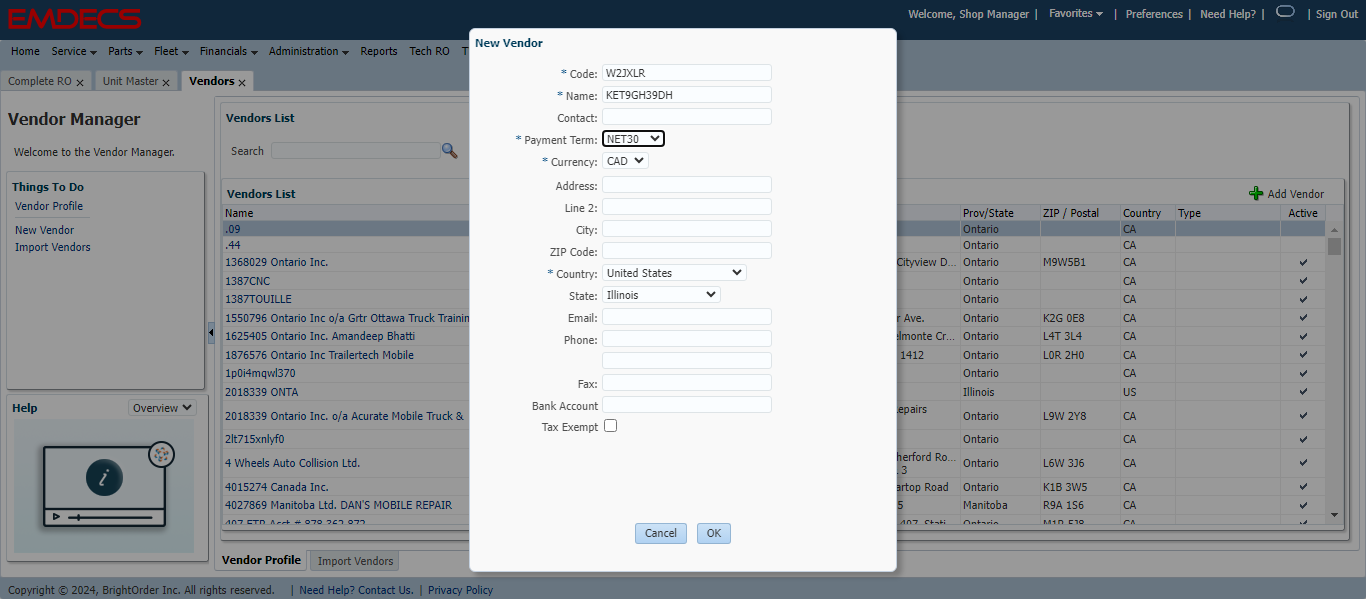 EMDECS
Welcome, Shop Manager | Favorites | Preferences | Need Help? | | Sign Out
Home Service Parts Fleet Financials Administration Reports Tech RO
Complete RO × Unit Master × Vendors ×
Vendor Manager
Welcome to the Vendor Manager.
Things To Do
Vendor Profile
New Vendor
Import Vendors
Help Overview
Vendors List
Search
Vendors List
Add Vendor
Name Prov/State ZIP / Postal Country Type Active
.09 Ontario CA
.44 Ontario CA
1368029 Ontario Inc. Cityview D... Ontario M9W5B1 CA
1387CNC Ontario CA
1387TOUILLE Ontario CA
1550796 Ontario Inc o/a Grtr Ottawa Truck Trainin r Ave. Ontario K2G 0E8 CA
1625405 Ontario Inc. Amandeep Bhatti elmonte Cr... Ontario L4T 3L4 CA
1876576 Ontario Inc Trailertech Mobile 1412 Ontario L0R 2H0 CA
1p0i4mqwl370 Ontario CA
2018339 ONTA Illinois US
2018339 Ontario Inc. o/a Acurate Mobile Truck & epairs Ontario L9W 2Y8 CA
2lt715xnlyf0 Ontario CA
4 Wheels Auto Collision Ltd. herford Ro... 3 Ontario L6W 3J6 CA
4015274 Canada Inc. artop Road Ontario K1B 3W5 CA
4027869 Manitoba Ltd. DAN'S MOBILE REPAIR 5 Manitoba R9A 1S6 CA
407 ETR Acct # 878 362 872 407, Stati... Ontario M1R 5J8 CA
Vendor Profile Import Vendors
New Vendor
* Code: W2JXLR
* Name: KET9GH39DH
Contact:
* Payment Term: NET30
* Currency: CAD
Address:
Line 2:
City:
ZIP Code:
* Country: United States
State: Illinois
Email:
Phone:
Fax:
Bank Account
Tax Exempt
Cancel OK
Copyright © 2024, BrightOrder Inc. All rights reserved. | Need Help? Contact Us. | Privacy Policy